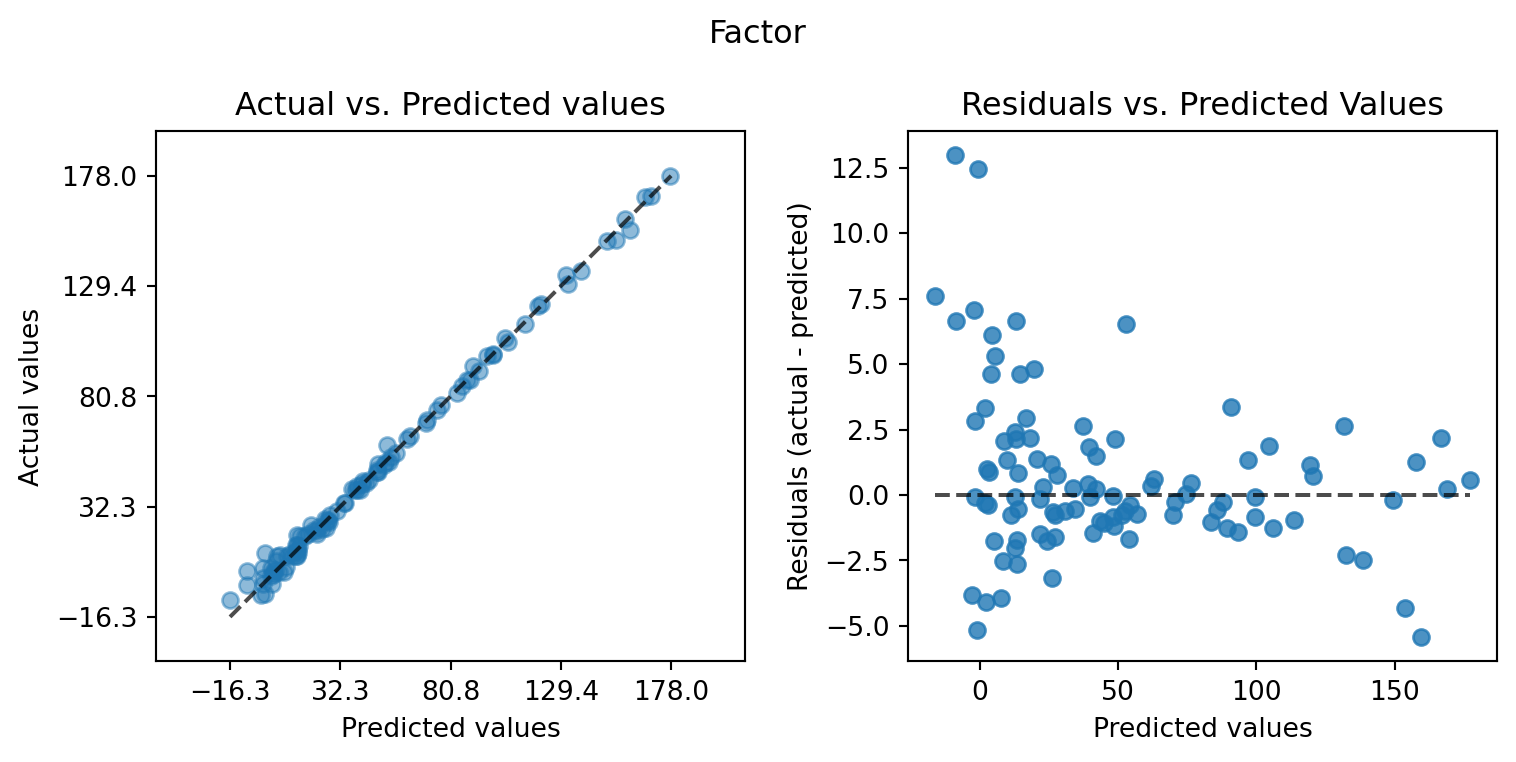 Factor
Actual vs. Predicted values
Actual values
178.0
129.4
80.8
32.3
−16.3
−16.3 32.3 80.8 129.4 178.0
Predicted values
Residuals vs. Predicted Values
Residuals (actual - predicted)
12.5
10.0
7.5
5.0
2.5
0.0
−2.5
−5.0
0 50 100 150
Predicted values